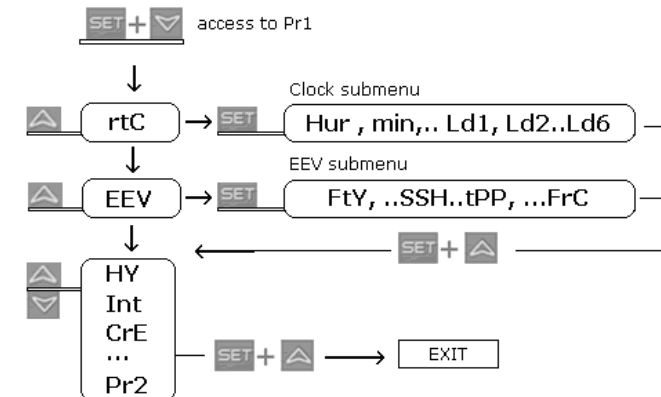 SET + access to Pr1
Clock submenu
rtC SET Hur , min,.. Ld1, Ld2..Ld6
EEV submenu
EEV SET FtY, ..SSH..tPP, ...FrC
SET +
HY
Int
CrE
...
SET + EXIT
Pr2